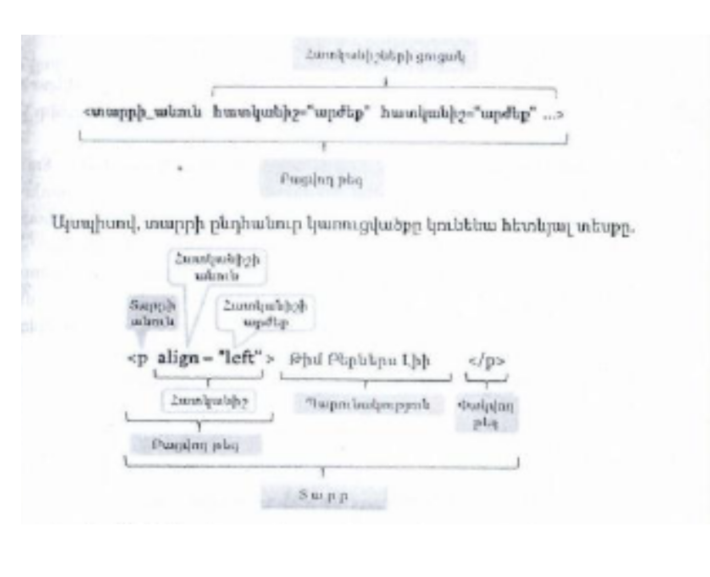 Հատկանիշների ցուցակ
<տարրի_անուն հատկանիշ="արժեք" հատկանիշ="արժեք" ...>
Բացվող թեգ
Այսպիսով, տարրի ընդհանուր կառուցվածքը կունենա հետևյալ տեսքը.
Հատկանիշի
անուն
Տարրի
անուն
Հատկանիշի
արժեք
<p align = "left" > Թիմ Բերներս Լիի </p>
Հատկանիշ
Պարունակություն
Փակվող
թեգ
Բացվող թեգ
Տարր